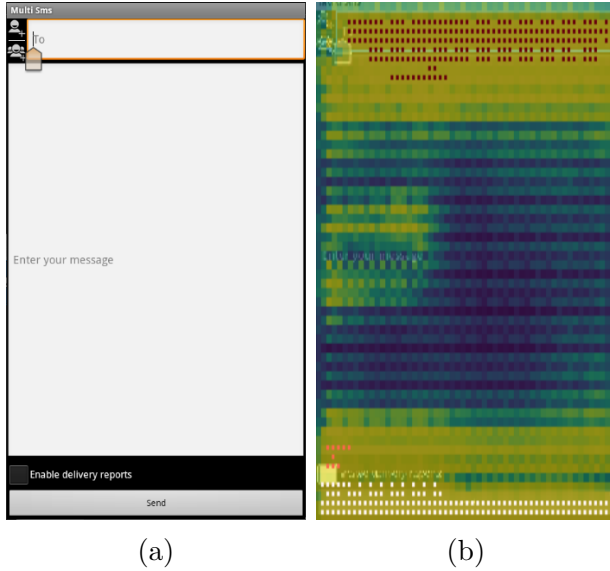 Multi Sms
To
Enter your message
Enable delivery reports
Send
(a)
(b)